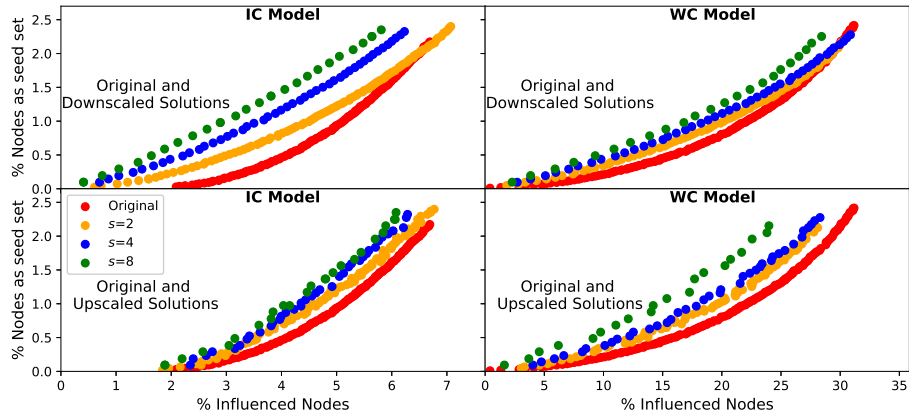 IC Model
WC Model
% Nodes as seed set
2.5
2.0
1.5
1.0
0.5
0.0
Original and
Downscaled Solutions
Original and
Downscaled Solutions
IC Model
WC Model
% Nodes as seed set
2.5
2.0
1.5
1.0
0.5
0.0
Original
s=2
s=4
s=8
Original and
Upscaled Solutions
Original and
Upscaled Solutions
0 1 2 3 4 5 6 7
0 5 10 15 20 25 30 35
% Influenced Nodes
% Influenced Nodes